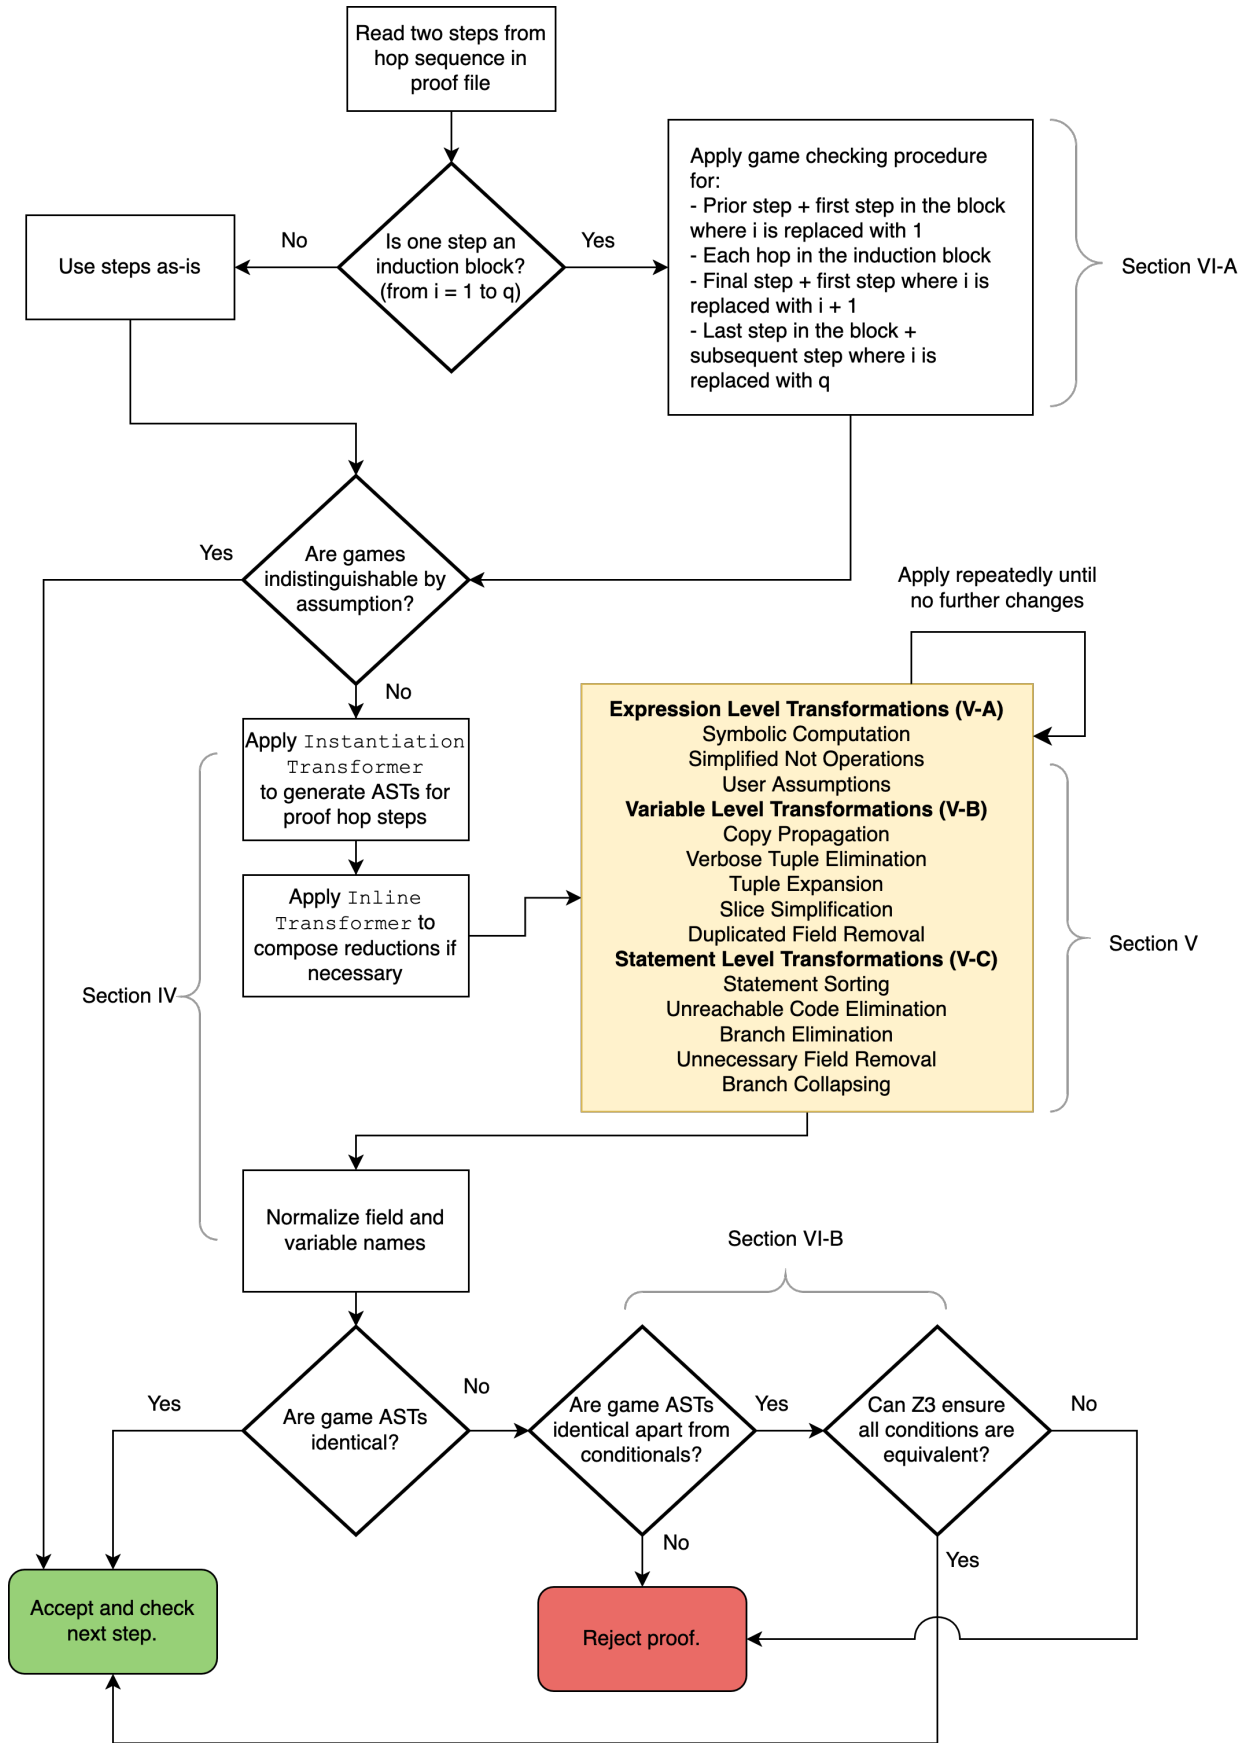 Read two steps from
hop sequence in
proof file
Is one step an
induction block?
(from i = 1 to q)
No
Yes
Use steps as-is
Apply game checking procedure
for:
- Prior step + first step in the block
where i is replaced with 1
- Each hop in the induction block
- Final step + first step where i is
replaced with i + 1
- Last step in the block +
subsequent step where i is
replaced with q
Section VI-A
Are games
indistinguishable by
assumption?
Yes
No
Apply Instantiation
Transformer
to generate ASTs for
proof hop steps
Apply Inline
Transformer to
compose reductions if
necessary
Section IV
Apply repeatedly until
no further changes
Expression Level Transformations (V-A)
Symbolic Computation
Simplified Not Operations
User Assumptions
Variable Level Transformations (V-B)
Copy Propagation
Verbose Tuple Elimination
Tuple Expansion
Slice Simplification
Duplicated Field Removal
Statement Level Transformations (V-C)
Statement Sorting
Unreachable Code Elimination
Branch Elimination
Unnecessary Field Removal
Branch Collapsing
Section V
Normalize field and
variable names
Section VI-B
Are game ASTs
identical?
Yes
No
Are game ASTs
identical apart from
conditionals?
Yes
No
Can Z3 ensure
all conditions are
equivalent?
No
Yes
Accept and check
next step.
Reject proof.